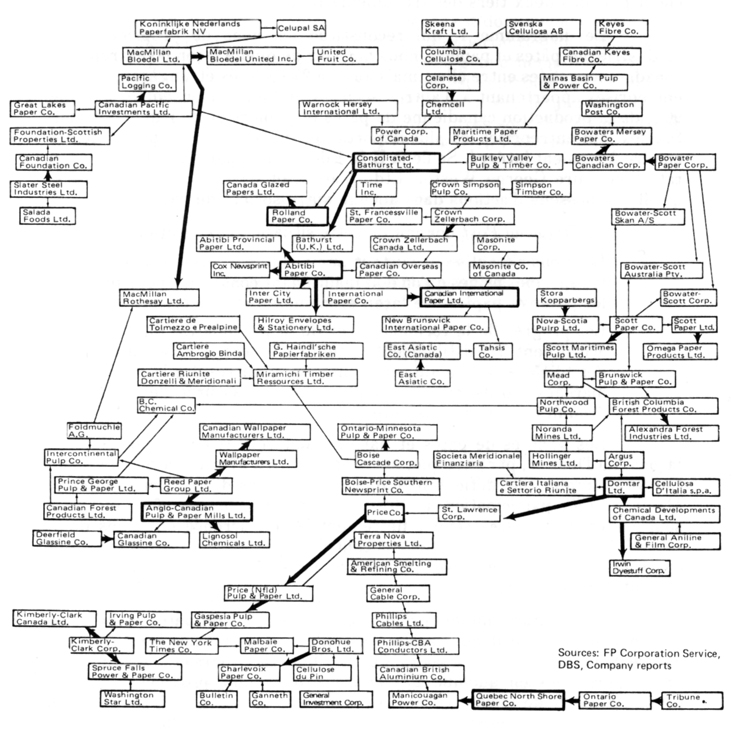 Koninklijke Nederlands
Paperfabrik NV
Celupal SA
Skeena
Kraft Ltd.
Svenska
Cellulosa AB
Keyes
Fibre Co.
MacMillan
Bloedel Ltd.
MacMillan
Bloedel United Inc.
United
Fruit Co.
Columbia
Cellulose Co.
Canadian Keyes
Fibre Co.
Pacific
Logging Co.
Celanese
Corp.
Minas Basin Pulp
& Power Co.
Great Lakes
Paper Co.
Canadian Pacific
Investments Ltd.
Warnock Hersey
International Ltd.
Chemcell
Ltd.
Washington
Post Co.
Foundation-Scottish
Properties Ltd.
Power Corp.
of Canada
Maritime Paper
Products Ltd.
Bowaters Mersey
Paper Co.
Canadian
Foundation Co.
Consolitated-
Bathurst Ltd.
Bulkley Valley
Pulp & Timber Co.
Bowaters
Canadian Corp.
Bowater
Paper Corp.
Slater Steel
Industries Ltd.
Canada Glazed
Papers Ltd.
Time
Inc.
Crown Simpson
Pulp Co.
Simpson
Timber Co.
Salada
Foods Ltd.
Rolland
Paper Co.
St. Francessville
Paper Co.
Crown
Zellerbach Corp.
Bowater-Scott
Skan A/S
Abitibi Provincial
Paper Ltd.
Bathurst
(U.K.) Ltd.
Crown Zellerbach
Canada Ltd.
Masonite
Corp.
Cox Newsprint
Inc.
Abitibi
Paper Co.
Canadian Overseas
Paper Co.
Masonite Co.
of Canada
Bowater-Scott
Australia Pty.
MacMillan
Rothesay Ltd.
Inter City
Paper Ltd.
International
Paper Co.
Canadian International
Paper Ltd.
Stora
Kopparbergs
Bowater-
Scott Corp.
Cartiere de
Tolmezzo e Prealpine
Hilroy Envelopes
& Stationery Ltd.
New Brunswick
International Paper Co.
Nova-Scotia
Pulrp Ltd.
Scott
Paper Co.
Scott
Paper Ltd.
Cartiere
Ambrogio Binda
G. Haindl'sche
Papierfabriken
East Asiatic
Co. (Canada)
Tahsis
Co.
Scott Maritimes
Pulp Ltd.
Omega Paper
Products Ltd.
Cartiere Riunite
Donzelli & Meridionali
Miramichi Timber
Ressources Ltd.
East
Asiatic Co.
Mead
Corp.
Brunswick
Pulp & Paper Co.
B.C.
Chemical Co.
Northwood
Pulp Co.
British Columbia
Forest Products Co.
Foldmuchle
A.G.
Canadian Wallpaper
Manufacturers Ltd.
Ontario-Minnesota
Pulp & Paper Co.
Noranda
Mines Ltd.
Alexandra Forest
Industries Ltd.
Intercontinental
Pulp Co.
Wallpaper
Manufacturers Ltd.
Boise
Cascade Corp.
Societa Meridionale
Finanziaria
Hollinger
Mines Ltd.
Argus
Corp.
Prince George
Pulp & Paper Ltd.
Reed Paper
Group Ltd.
Boise-Price Southern
Newsprint Co.
Cartiera Italiana
e Settorio Riunite
Domtar
Ltd.
Cellulosa
D'Italia s.p.a.
Canadian Forest
Products Ltd.
Anglo-Canadian
Pulp & Paper Mills Ltd.
Price Co.
St. Lawrence
Corp.
Chemical Developments
of Canada Ltd.
Deerfield
Glassine Co.
Canadian
Glassine Co.
Lignosol
Chemicals Ltd.
Terra Nova
Properties Ltd.
General Aniline
& Film Corp.
American Smelting
& Refining Co.
Irwin
Dyestuff Corp.
Price (Nfld)
Pulp & Paper Ltd.
General
Cable Corp.
Kimberly-Clark
Canada Ltd.
Irving Pulp
& Paper Co.
Gaspesia Pulp
& Paper Co.
Phillips
Cables Ltd.
Kimberly-
Clark Corp.
The New York
Times Co.
Malbaie
Paper Co.
Donohue
Bros. Ltd.
Phillips-CBA
Conductors Ltd.
Sources: FP Corporation Service,
DBS, Company reports
Spruce Falls
Power & Paper Co.
Charlevoix
Paper Co.
Cellulose
du Pin
Canadian British
Aluminium Co.
Washington
Star Ltd.
Bulletin
Co.
Ganneth
Co.
General
Investment Corp.
Manicouagan
Power Co.
Quebec North Shore
Paper Co.
Ontario
Paper Co.
Tribune
Co.